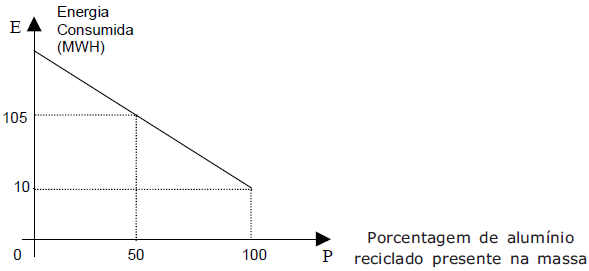 Energia
E Consumida
(MWH)
105
10
0 50 100 P
Porcentagem de alumínio
reciclado presente na massa